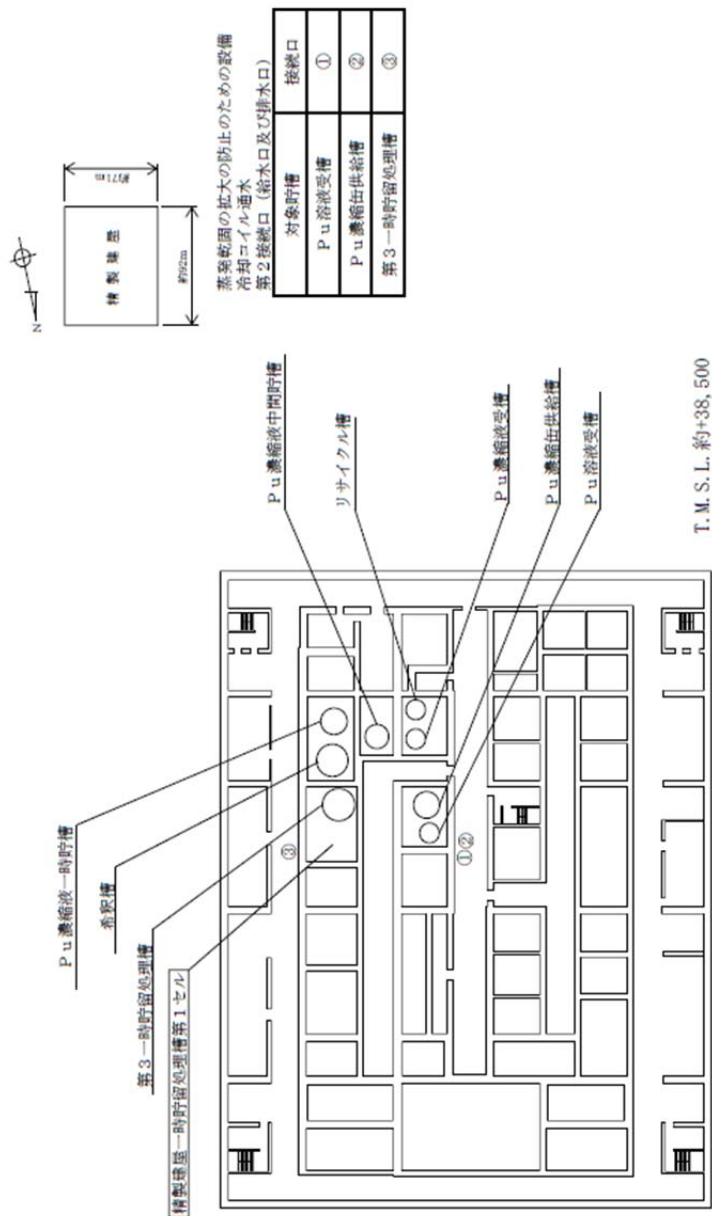 N
精製建屋
約71m
約92m
蒸発乾固の拡大の防止のための設備
冷却コイル通水
第2接続口（給水口及び排水口）
対象貯槽 接続口
Pu溶液受槽 ①
Pu濃縮缶供給槽 ②
第3一時貯留処理槽 ③
Pu濃縮液一時貯槽
希釈槽
第3一時貯留処理槽
精製建屋一時貯留処理槽第1セル
③
①②
Pu濃縮液中間貯槽
リサイクル槽
Pu濃縮液受槽
Pu濃縮缶供給槽
Pu溶液受槽
T.M.S.L.約+38,500